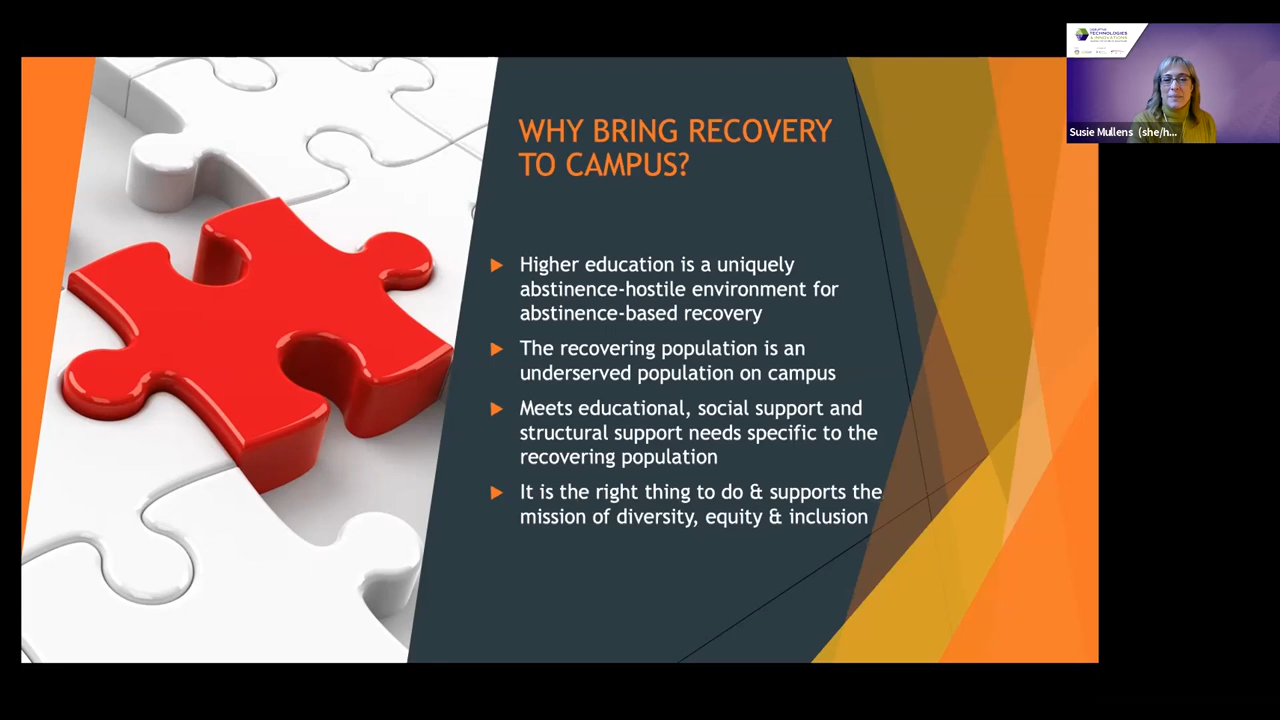 WHY BRING RECOVERY
TO CAMPUS?
Higher education is a uniquely
abstinence-hostile environment for
abstinence-based recovery
The recovering population is an
underserved population on campus
Meets educational, social support and
structural support needs specific to the
recovering population
It is the right thing to do & supports the
mission of diversity, equity & inclusion
TECHNOLOGIES
& INNOVATIONS
Susie Mullens (she/h...